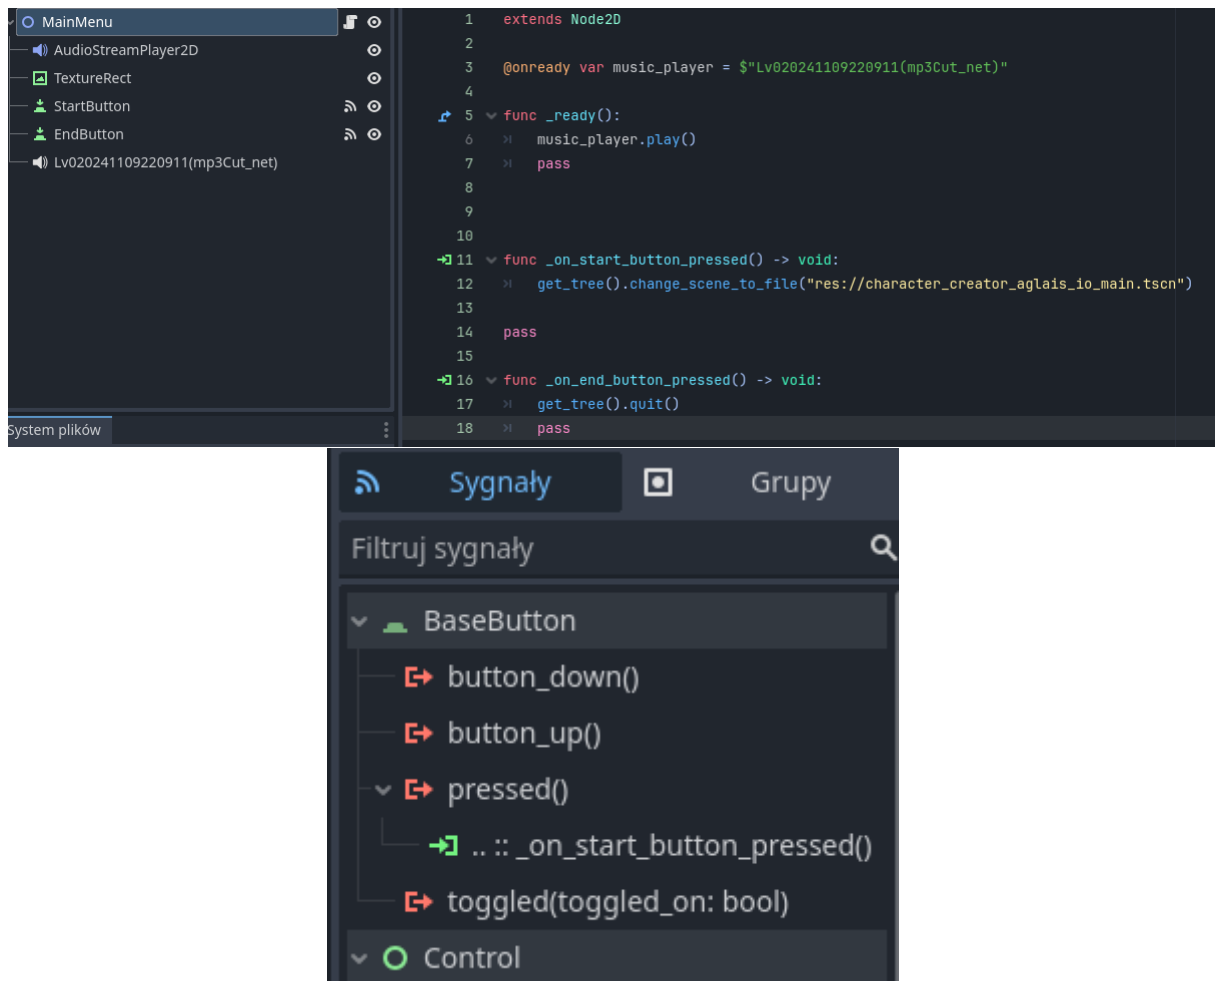 MainMenu
AudioStreamPlayer2D
TextureRect
StartButton
EndButton
Lv020241109220911(mp3Cut_net)
System plików
1 extends Node2D
2
3 @onready var music_player = $"Lv020241109220911(mp3Cut_net)"
4
5 func _ready():
6 music_player.play()
7 pass
8
9
10
11 func _on_start_button_pressed() -> void:
12 get_tree().change_scene_to_file("res://character_creator_aglais_io_main.tscn")
13
14 pass
15
16 func _on_end_button_pressed() -> void:
17 get_tree().quit()
18 pass
Sygnały Grupy
Filtruj sygnały
BaseButton
button_down()
button_up()
pressed()
.. :: _on_start_button_pressed()
toggled(toggled_on: bool)
Control